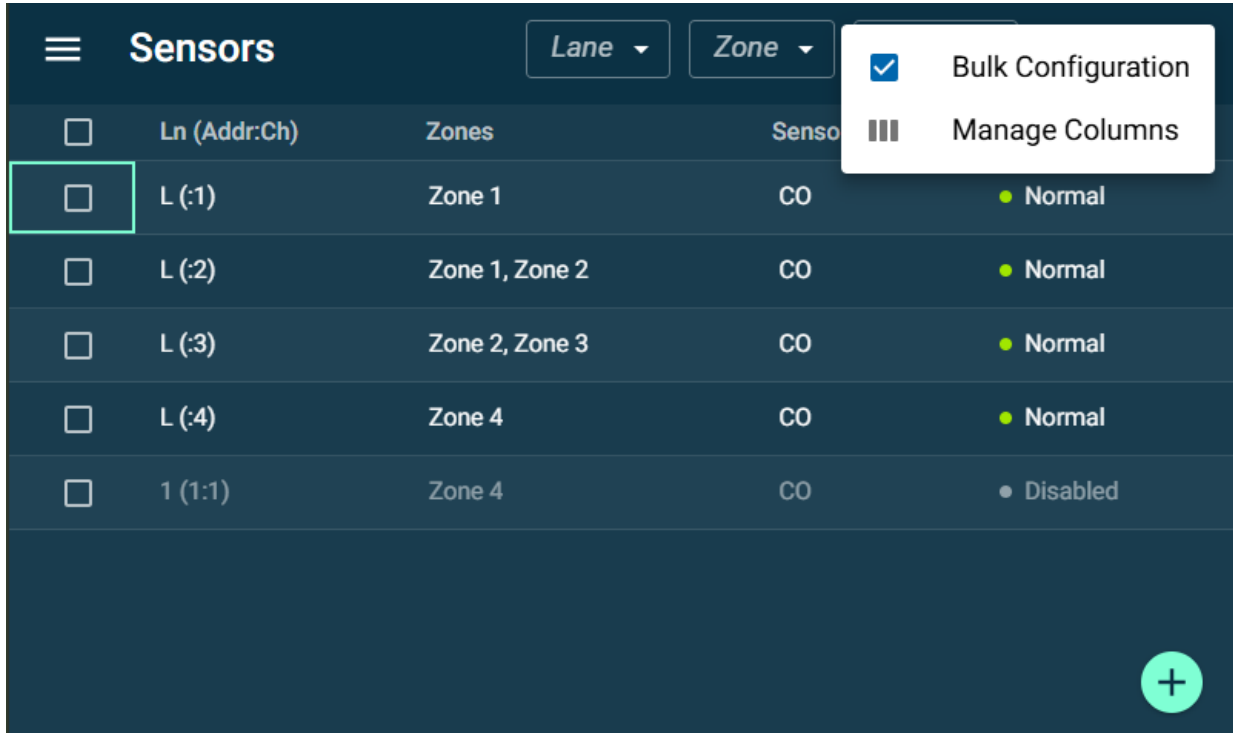 Sensors
Lane
Zone
Bulk Configuration
Manage Columns
Ln (Addr:Ch) Zones Senso
L (:1) Zone 1 CO Normal
L (:2) Zone 1, Zone 2 CO Normal
L (:3) Zone 2, Zone 3 CO Normal
L (:4) Zone 4 CO Normal
1 (1:1) Zone 4 CO Disabled